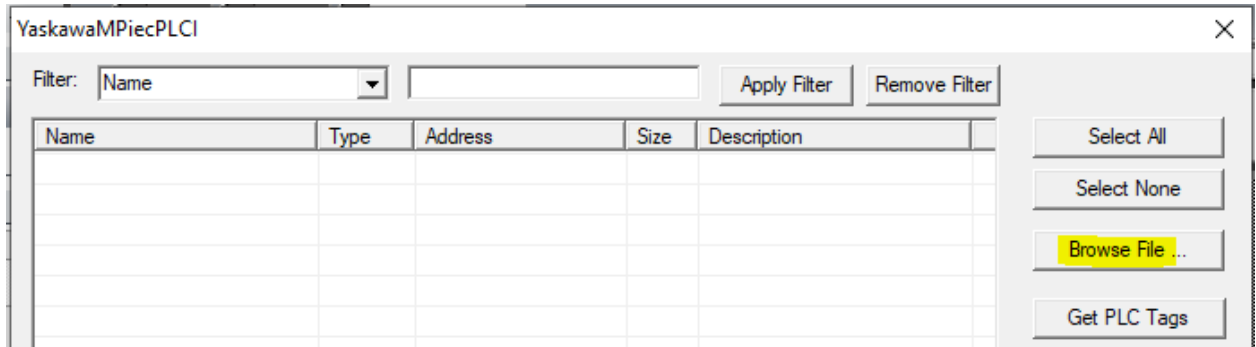 YaskawaMPiecPLCI
Filter: Name Apply Filter Remove Filter
Name Type Address Size Description
Select All
Select None
Browse File ...
Get PLC Tags